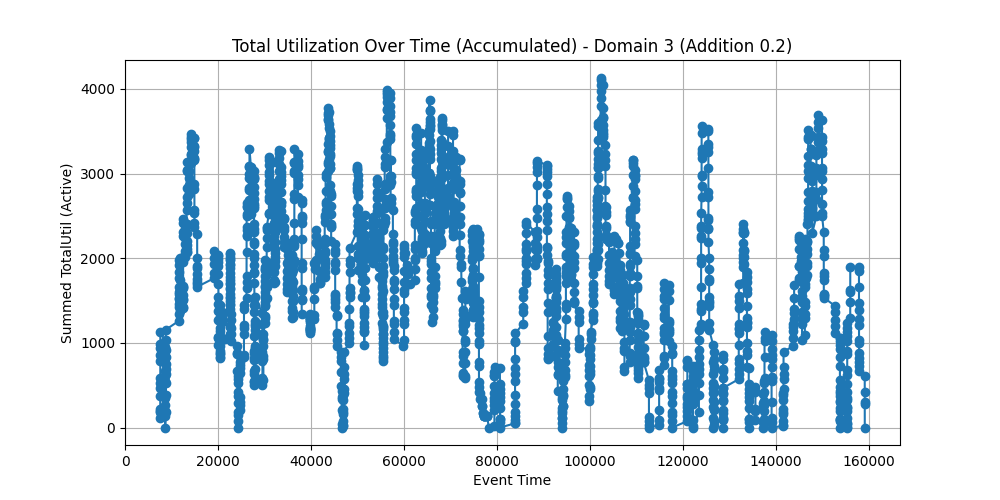 Total Utilization Over Time (Accumulated) - Domain 3 (Addition 0.2)
Summed TotalUtil (Active)
4000
3000
2000
1000
0
0 20000 40000 60000 80000 100000 120000 140000 160000
Event Time